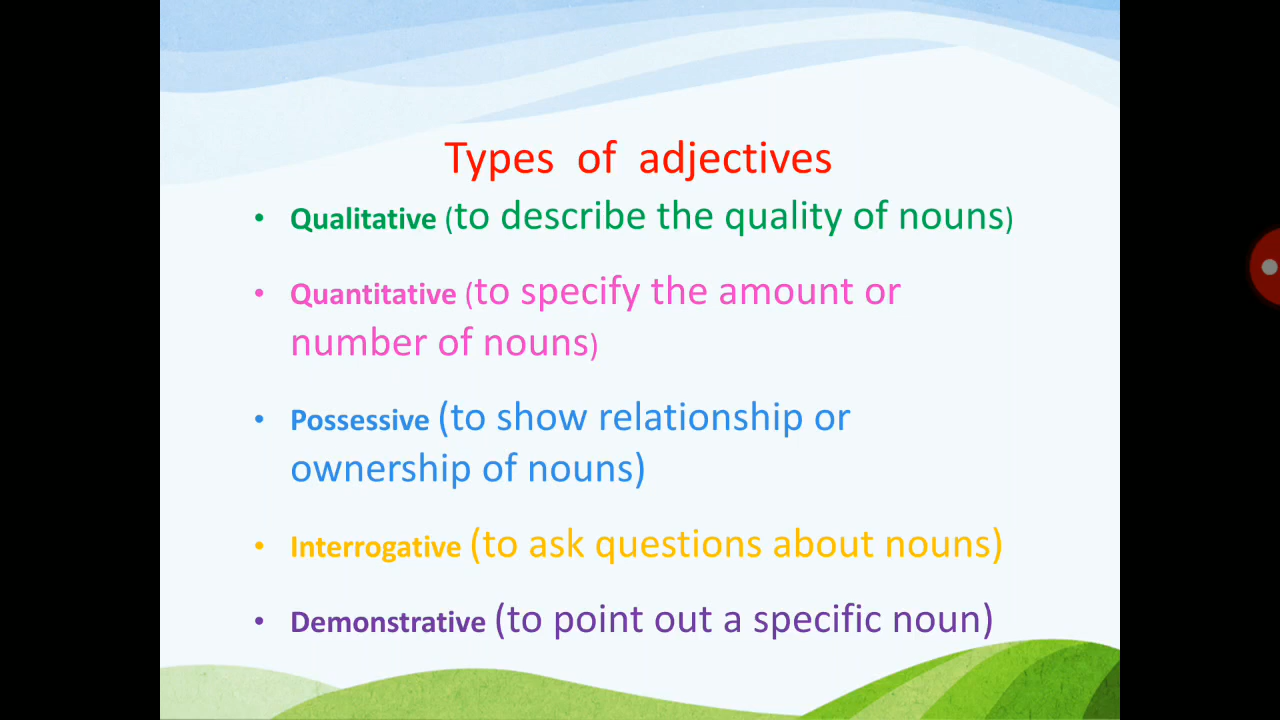 Types of adjectives
• Qualitative (to describe the quality of nouns)
• Quantitative (to specify the amount or
number of nouns)
• Possessive (to show relationship or
ownership of nouns)
• Interrogative (to ask questions about nouns)
• Demonstrative (to point out a specific noun)